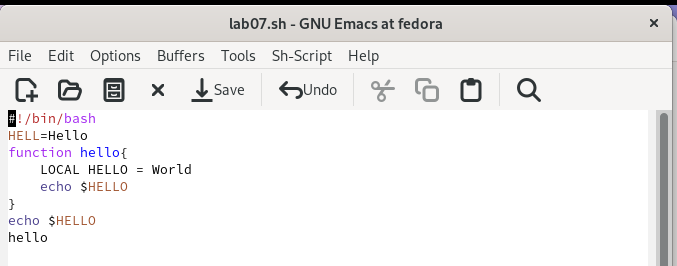 lab07.sh - GNU Emacs at fedora
File Edit Options Buffers Tools Sh-Script Help
Save Undo
#!/bin/bash
HELL=Hello
function hello{
    LOCAL HELLO = World
    echo $HELLO
}
echo $HELLO
hello